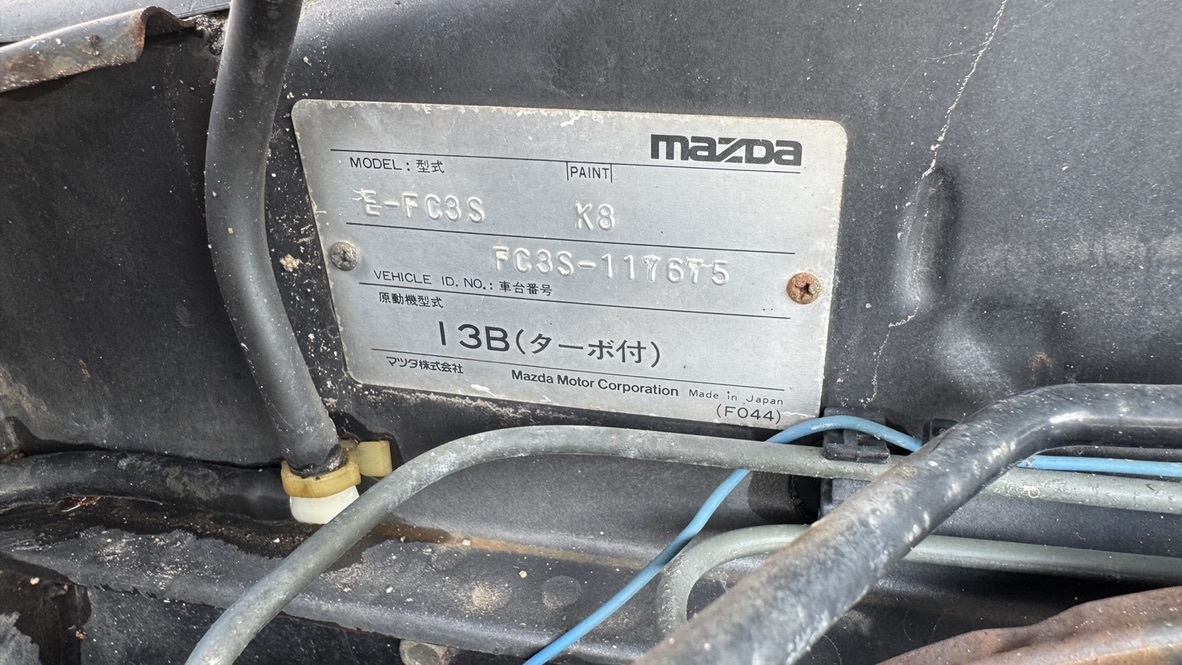 mazda
MODEL : 型式 PAINT
E-FC3S K8
FC3S-117675
VEHICLE ID. NO. : 車台番号
原動機型式
13B(ターボ付)
マツダ株式会社 Mazda Motor Corporation Made in Japan
(F044)